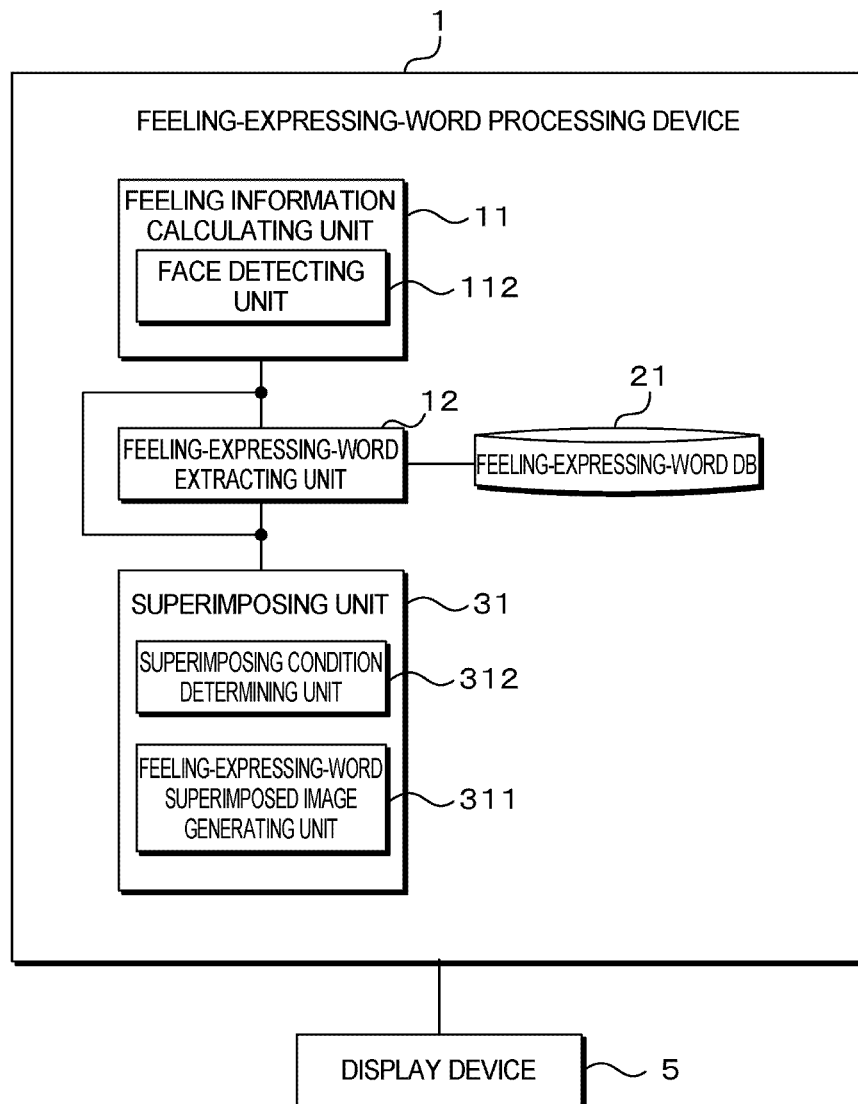 1
FEELING-EXPRESSING-WORD PROCESSING DEVICE
FEELING INFORMATION
CALCULATING UNIT
11
FACE DETECTING
UNIT
112
12
21
FEELING-EXPRESSING-WORD
EXTRACTING UNIT
FEELING-EXPRESSING-WORD DB
SUPERIMPOSING UNIT
31
SUPERIMPOSING CONDITION
DETERMINING UNIT
312
FEELING-EXPRESSING-WORD
SUPERIMPOSED IMAGE
GENERATING UNIT
311
DISPLAY DEVICE
5